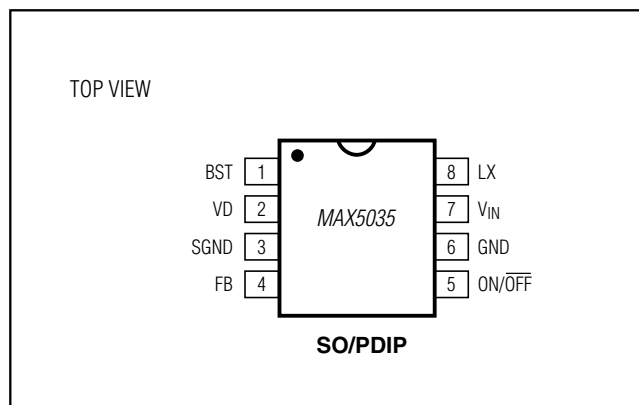 TOP VIEW
BST 1 8 LX
VD 2 MAX5035 7 VIN
SGND 3 6 GND
FB 4 5 ON/OFF
SO/PDIP